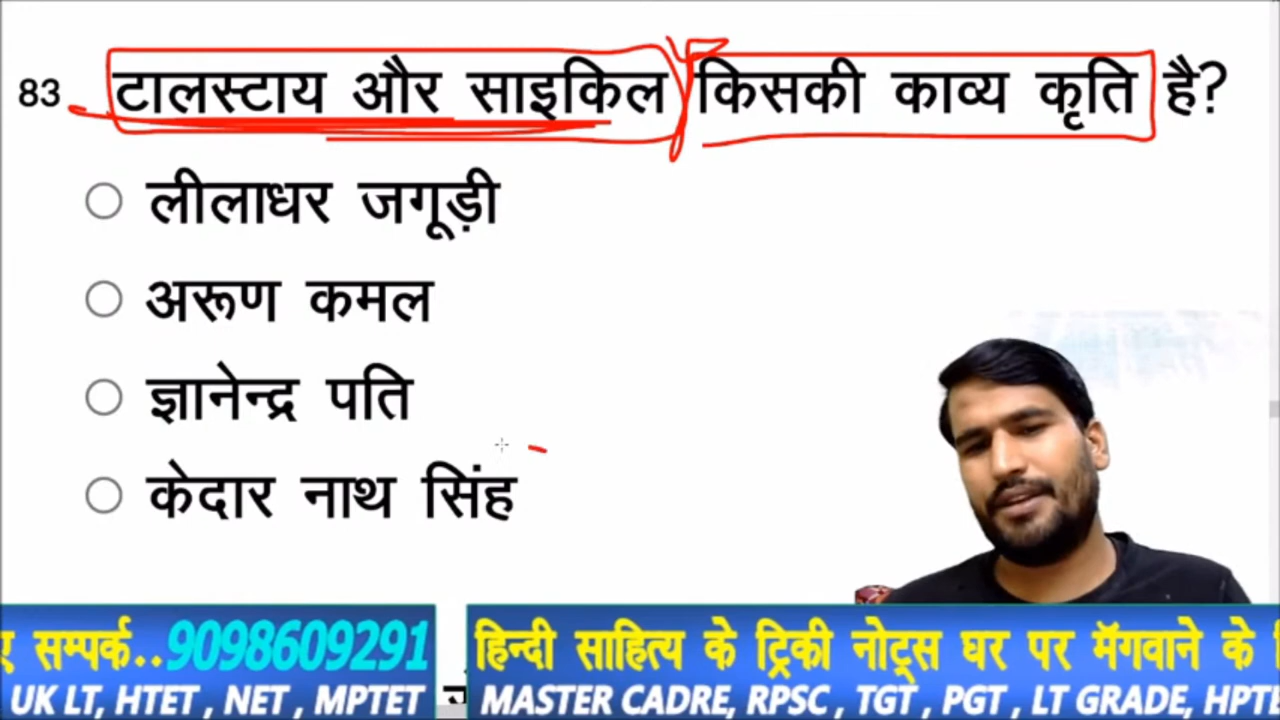 83 टालस्टाय और साइकिल किसकी काव्य कृति है?
लीलाधर जगूड़ी
अरूण कमल
ज्ञानेन्द्र पति
केदार नाथ सिंह
ए सम्पर्क..9098609291
हिन्दी साहित्य के ट्रिकी नोट्स घर पर मॅगवाने के
UK LT, HTET , NET , MPTET
MASTER CADRE, RPSC , TGT , PGT , LT GRADE, HPTE